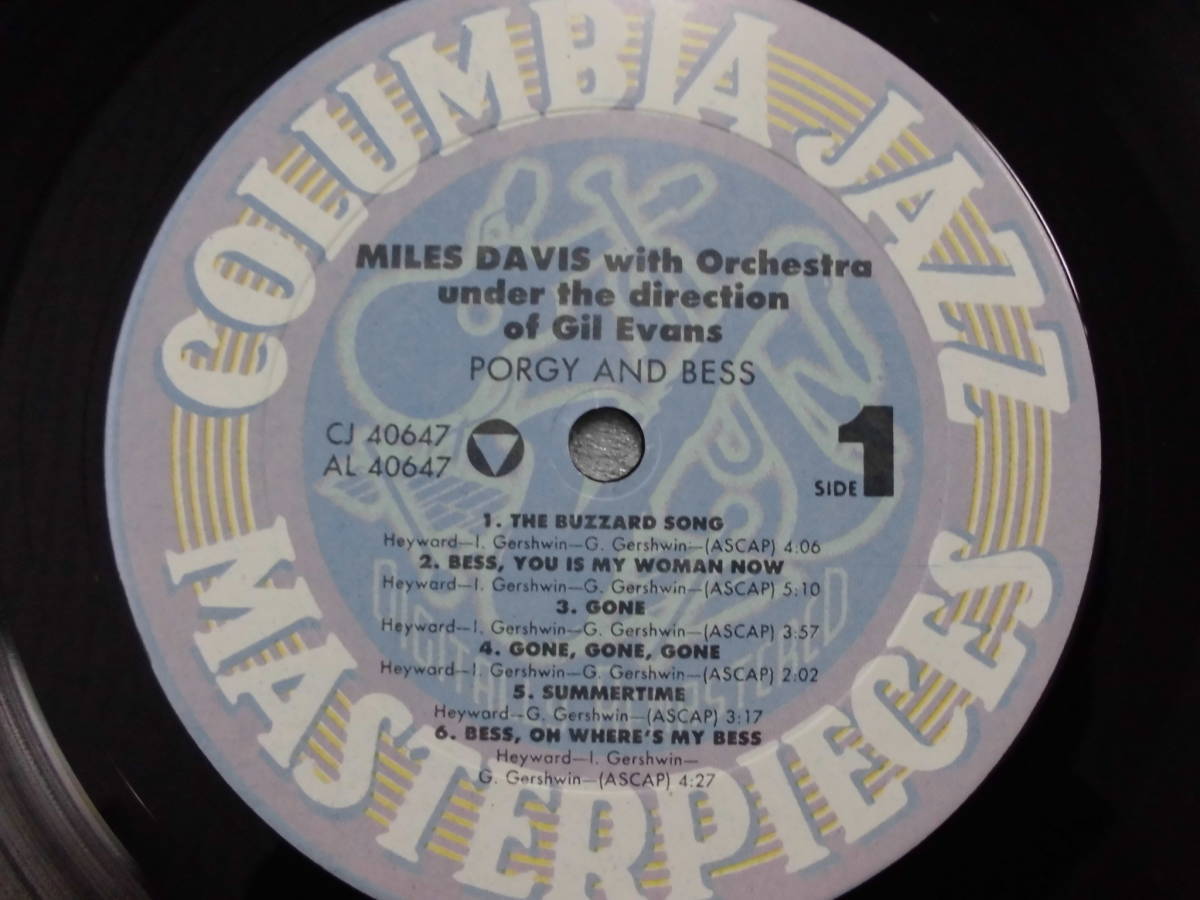 COLUMBIA JAZZ
MILES DAVIS with Orchestra
under the direction
of Gil Evans
PORGY AND BESS
CJ 40647
AL 40647
SIDE 1
1. THE BUZZARD SONG
Heyward—I. Gershwin—G. Gershwin—(ASCAP) 4:06
2. BESS, YOU IS MY WOMAN NOW
Heyward—I. Gershwin—G. Gershwin—(ASCAP) 5:10
3. GONE
Heyward—I. Gershwin—G. Gershwin—(ASCAP) 3:57
4. GONE, GONE, GONE
Heyward—I. Gershwin—G. Gershwin—(ASCAP) 2:02
5. SUMMERTIME
Heyward—G. Gershwin—(ASCAP) 3:17
6. BESS, OH WHERE'S MY BESS
Heyward—I. Gershwin—
G. Gershwin—(ASCAP) 4:27
MASTERPIECES